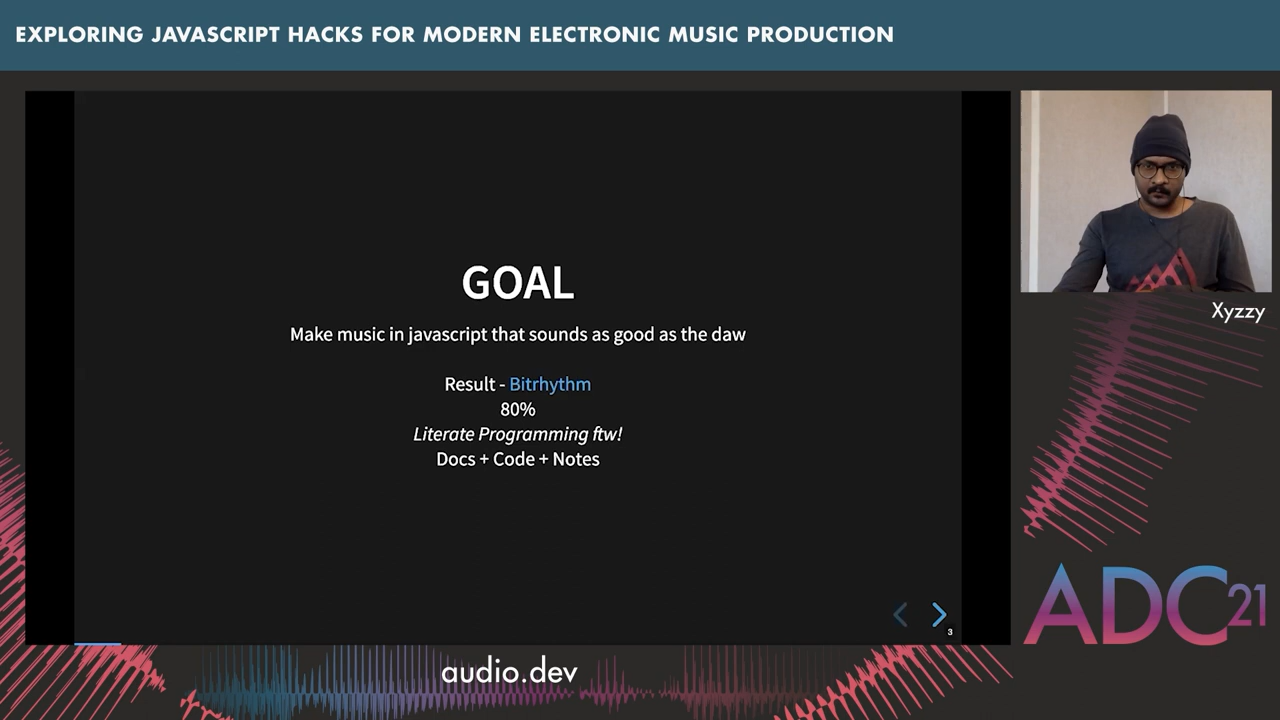 EXPLORING JAVASCRIPT HACKS FOR MODERN ELECTRONIC MUSIC PRODUCTION
GOAL
Make music in javascript that sounds as good as the daw
Result - Bitrhythm
80%
Literate Programming ftw!
Docs + Code + Notes
3
Xyzzy
ADC21
audio.dev